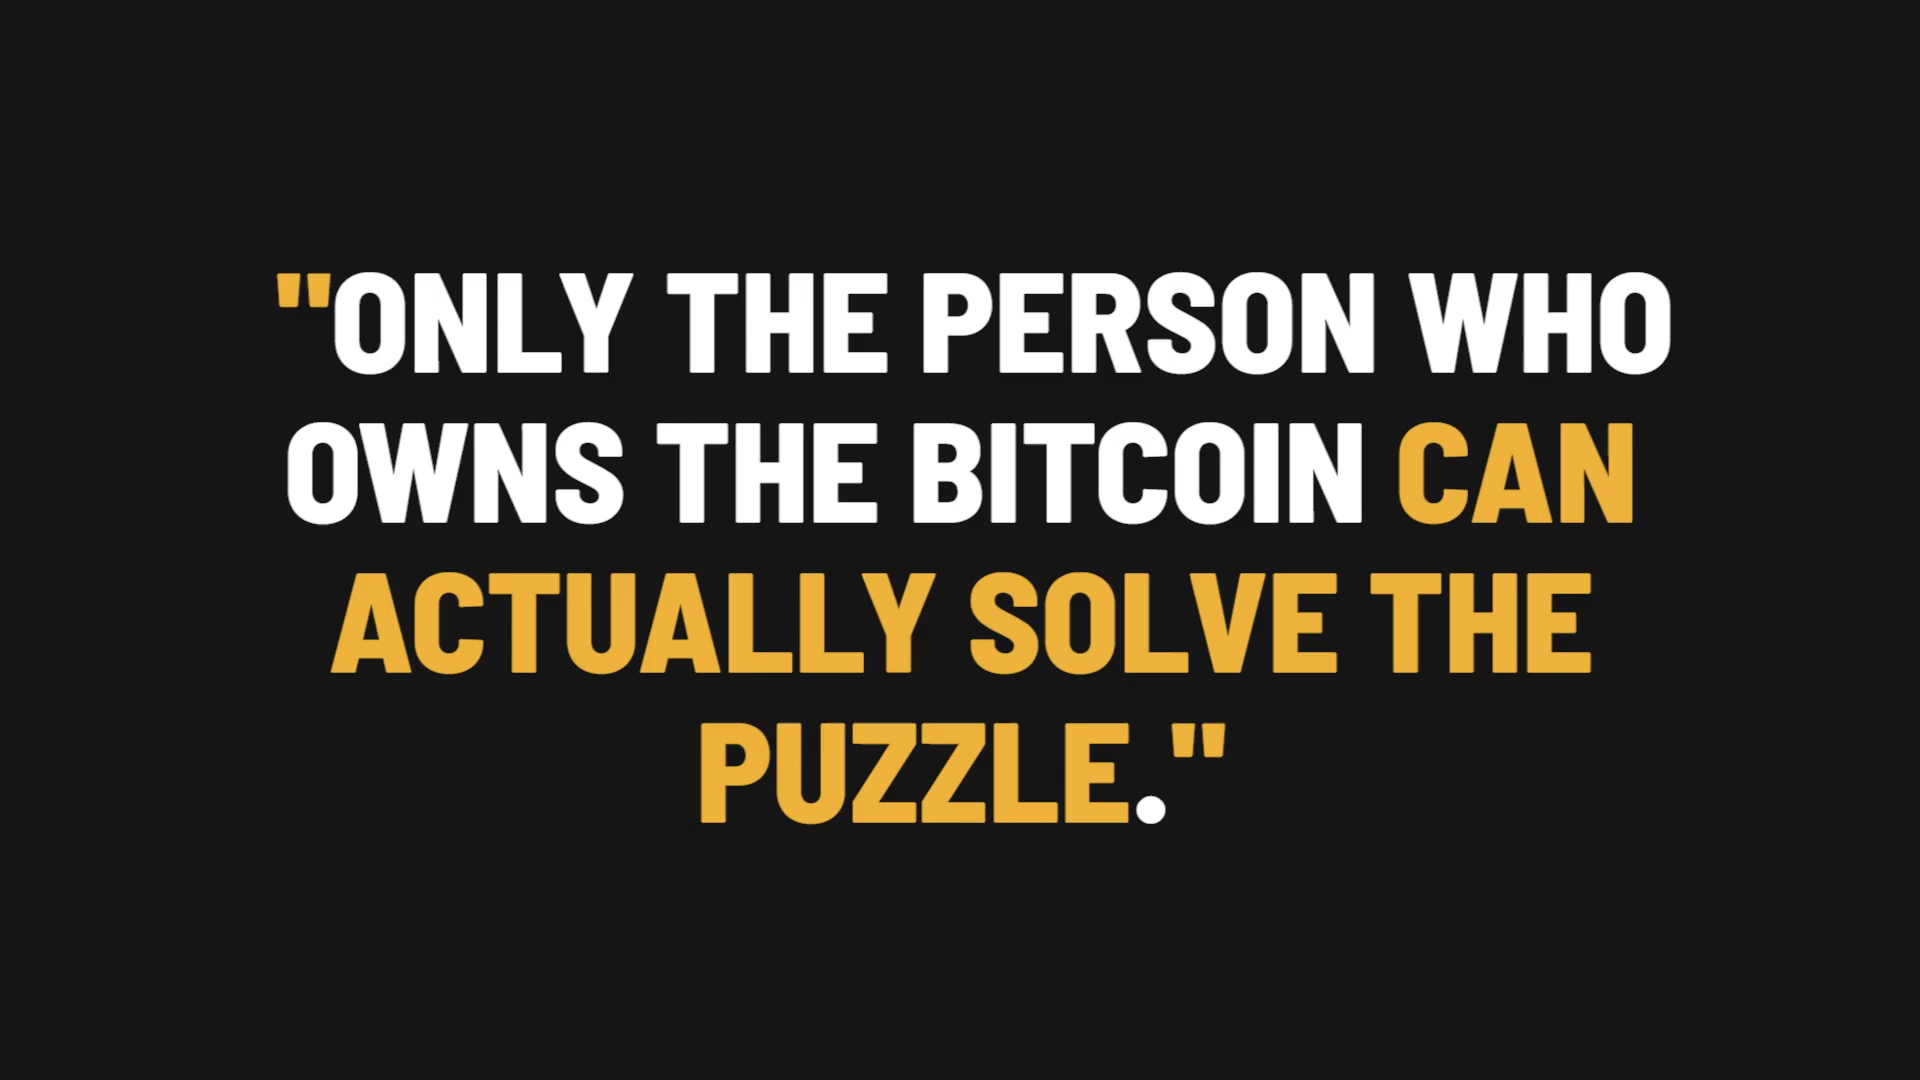 "ONLY THE PERSON WHO
OWNS THE BITCOIN CAN
ACTUALLY SOLVE THE
PUZZLE."